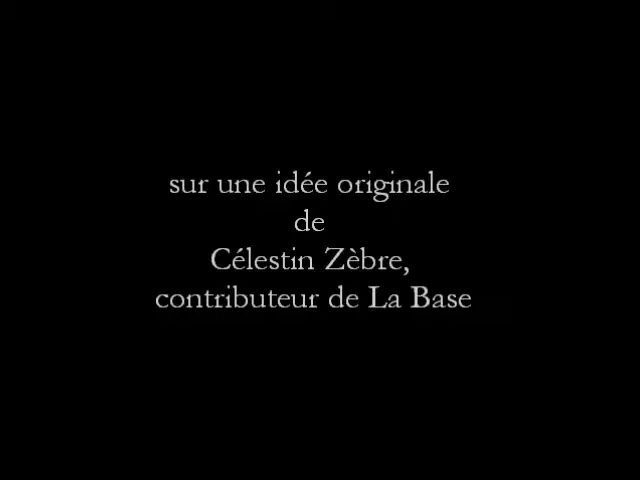 sur une idée originale
de
Célestin Zèbre,
contributeur de La Base